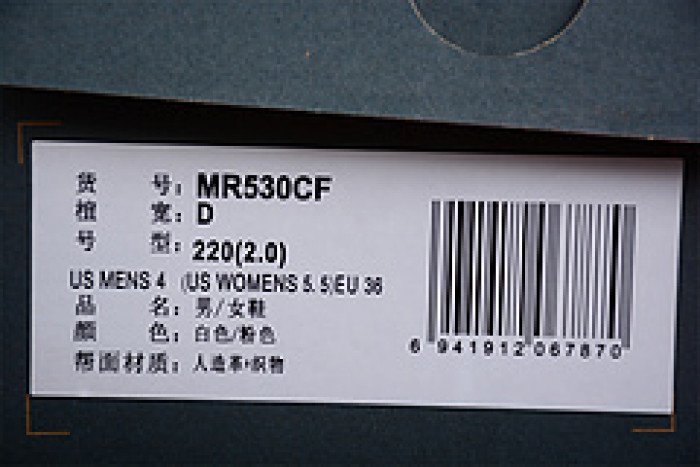 货 号: MR530CF
楦 宽: D
号 型: 220(2.0)
US MENS 4 (US WOMENS 5.5)EU 36
品 名: 男/女鞋
颜 色: 白色/粉色
帮面材质: 人造革+织物
6 941912 067870